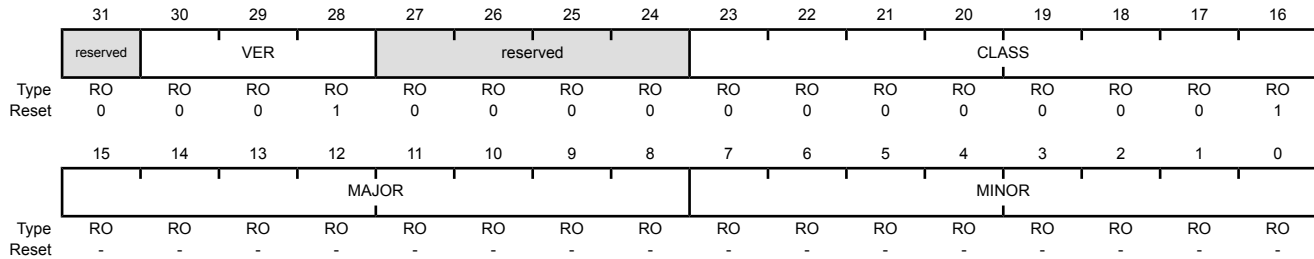 31 30 29 28 27 26 25 24 23 22 21 20 19 18 17 16
reserved VER reserved CLASS
Type RO RO RO RO RO RO RO RO RO RO RO RO RO RO RO RO
Reset 0 0 0 1 0 0 0 0 0 0 0 0 0 0 0 1
15 14 13 12 11 10 9 8 7 6 5 4 3 2 1 0
MAJOR MINOR
Type RO RO RO RO RO RO RO RO RO RO RO RO RO RO RO RO
Reset - - - - - - - - - - - - - - - -